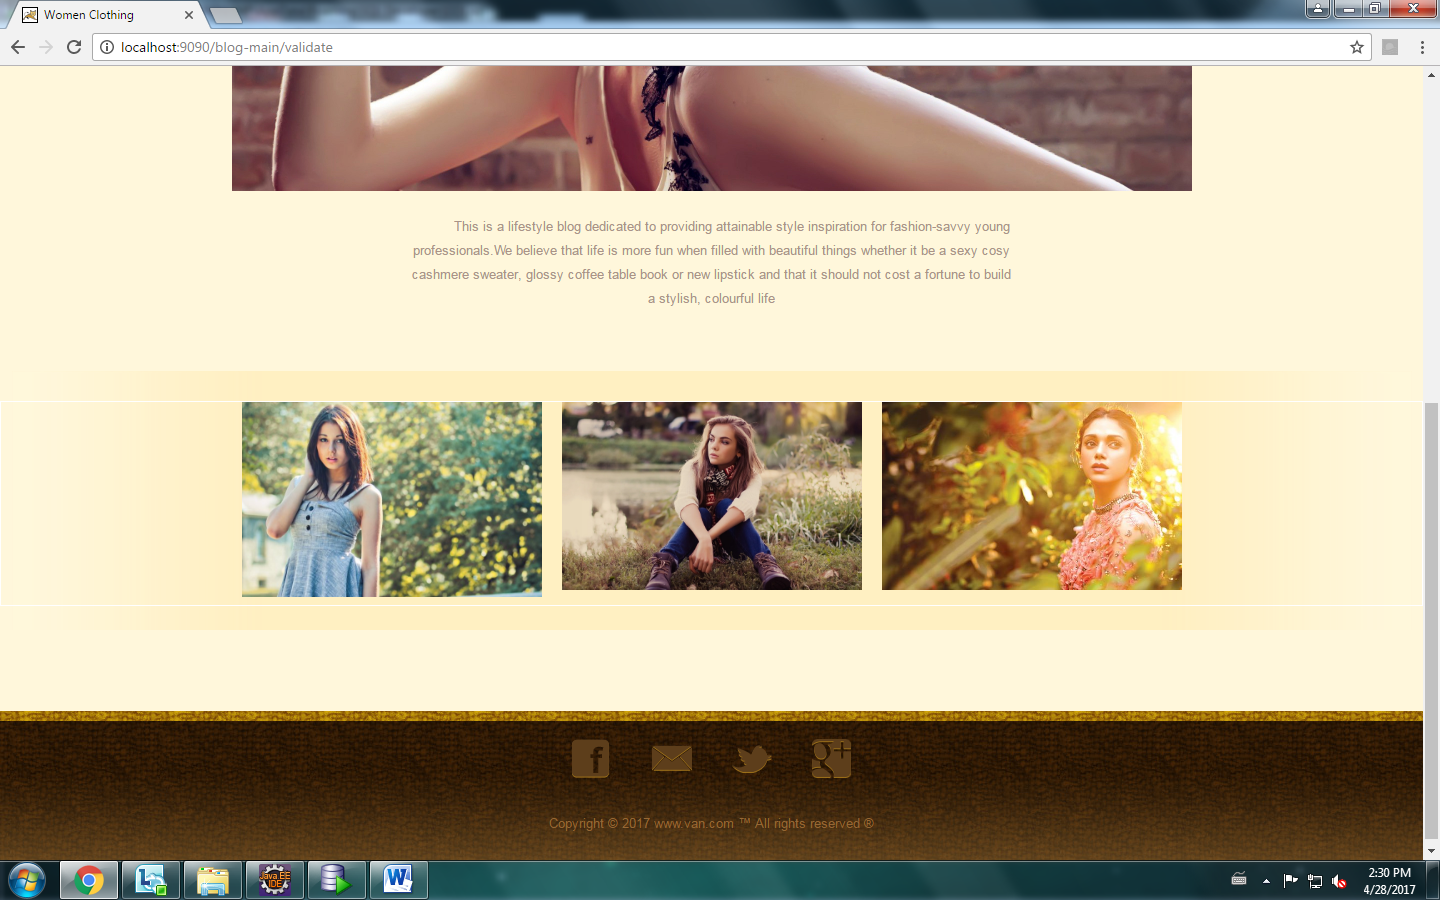 Women Clothing
localhost:9090/blog-main/validate
This is a lifestyle blog dedicated to providing attainable style inspiration for fashion-savvy young
professionals.We believe that life is more fun when filled with beautiful things whether it be a sexy cosy
cashmere sweater, glossy coffee table book or new lipstick and that it should not cost a fortune to build
a stylish, colourful life
f
Copyright © 2017 www.van.com ™ All rights reserved ®
Java EE
IDE
W
2:30 PM
4/28/2017